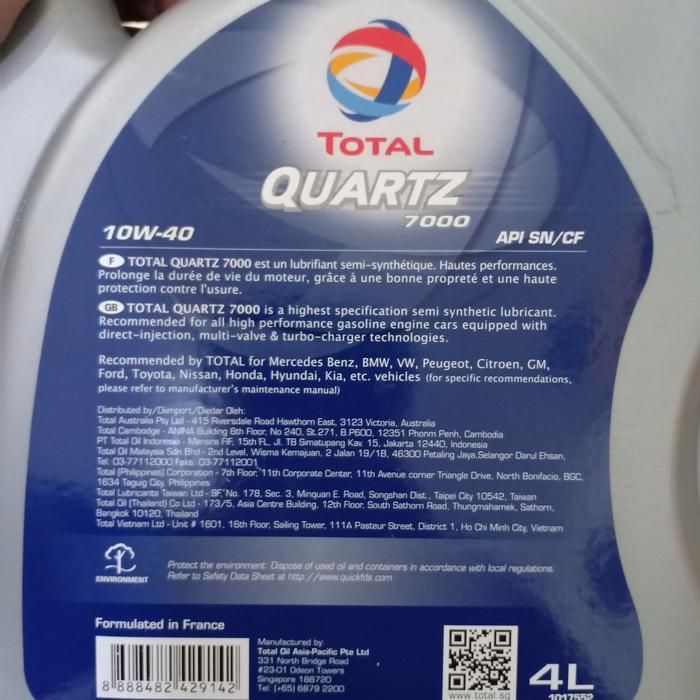 TOTAL
QUARTZ
7000
10W-40
API SN/CF
F TOTAL QUARTZ 7000 est un lubrifiant semi-synthétique. Hautes performances.
Prolonge la durée de vie du moteur, grâce à une bonne propreté et une haute
protection contre l'usure.
GB TOTAL QUARTZ 7000 is a highest specification semi synthetic lubricant.
Recommended for all high performance gasoline engine cars equipped with
direct-injection, multi-valve & turbo-charger technologies.
Recommended by TOTAL for Mercedes Benz, BMW, VW, Peugeot, Citroen, GM,
Ford, Toyota, Nissan, Honda, Hyundai, Kia, etc. vehicles (for specific recommendations,
please refer to manufacturer's maintenance manual)
Distributed by/Diimport/Diedar Oleh:
Total Australia Pty Ltd - 415 Riversdale Road Hawthorn East, 3123 Victoria, Australia
Total Cambodge - ANINA Building 6th Floor, No 240, St.271, B.P600, 12351 Phonm Penh, Cambodia
PT Total Oil Indonesia - Menara FIF, 15th FL, Jl. TB Simatupang Kav. 15, Jakarta 12440, Indonesia
Total Oil Malaysia Sdn Bhd - 2nd Level, Wisma Kemajuan, 2 Jalan 19/1B, 46300 Petaling Jaya,Selangor Darul Ehsan,
Tel: 03-77112000 Faks: 03-77112001
Total (Philippines) Corporation - 7th Floor, 11th Corporate Center, 11th Avenue corner Triangle Drive, North Bonifacio, BGC,
1634 Taguig City, Philippines
Total Lubricants Taiwan Ltd - 9F, No. 178, Sec. 3, Minquan E. Road, Songshan Dist., Taipei City 10542, Taiwan
Total Oil (Thailand) Co Ltd - 173/5, Asia Centre Building, 12th Floor, South Sathorn Road, Thungmahamek, Sathorn,
Bangkok 10120, Thailand
Total Vietnam Ltd - Unit # 1601, 16th Floor, Sailing Tower, 111A Pasteur Street, District 1, Ho Chi Minh City, Vietnam
ENVIRONMENT
Protect the environment: Dispose of used oil and containers in accordance with local regulations.
Refer to Safety Data Sheet at http://www.quickfds.com
Formulated in France
8 888482 429142
Manufactured by:
Total Oil Asia-Pacific Pte Ltd
331 North Bridge Road
#23-01 Odeon Towers
Singapore 188720
Tel. (+65) 6879 2200
www.total.sg
4L
1017552